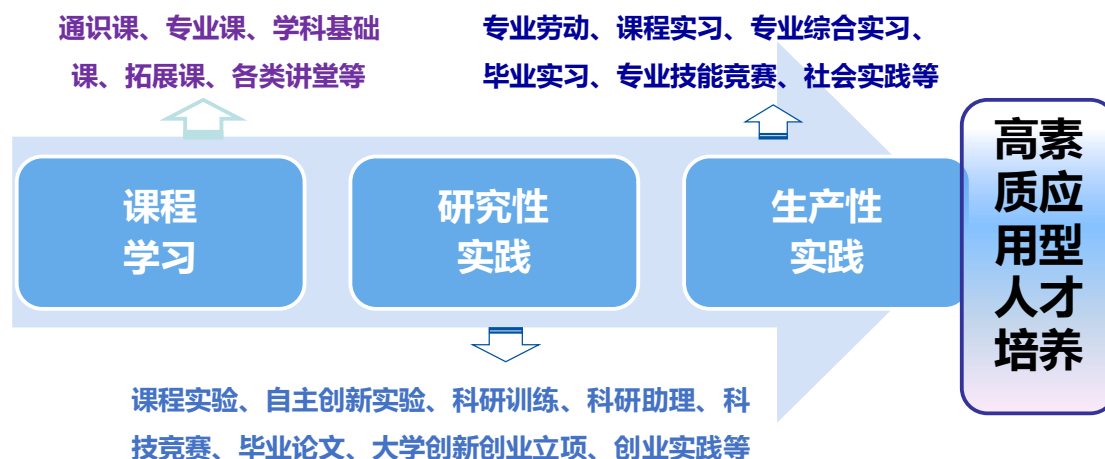 通识课、专业课、学科基础
课、拓展课、各类讲堂等
专业劳动、课程实习、专业综合实习、
毕业实习、专业技能竞赛、社会实践等
课程
学习
研究性
实践
生产性
实践
高素
质应
用型
人才
培养
课程实验、自主创新实验、科研训练、科研助理、科
技竞赛、毕业论文、大学创新创业立项、创业实践等